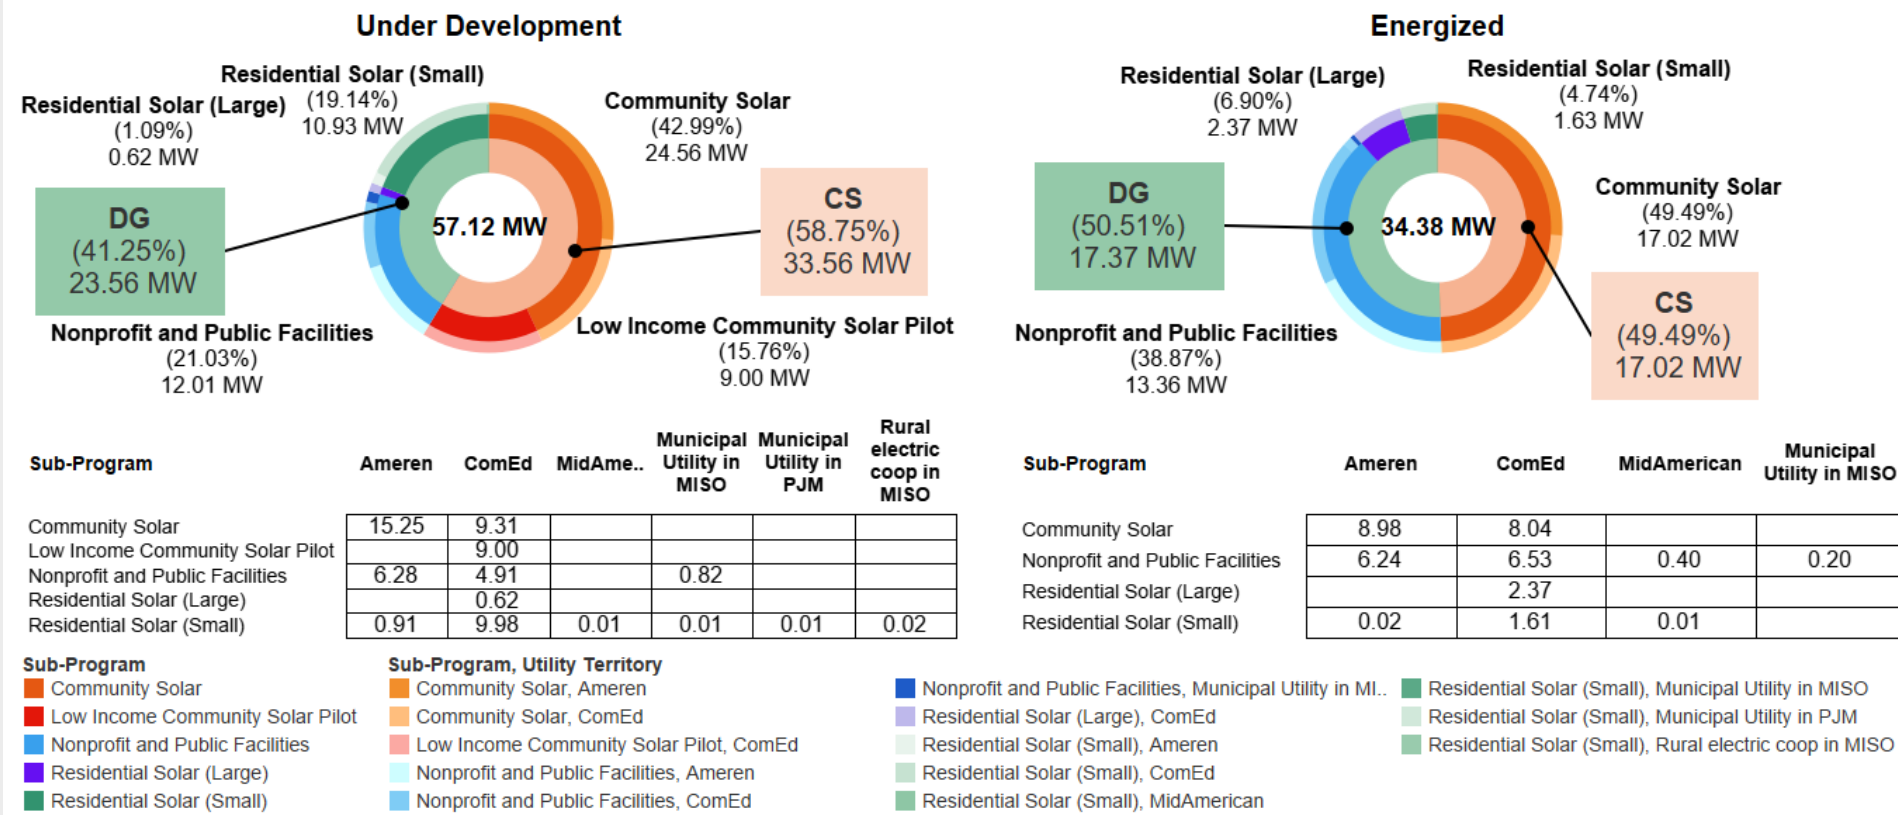 Under Development
Residential Solar (Small)
(19.14%)
10.93 MW
Residential Solar (Large)
(1.09%)
0.62 MW
Community Solar
(42.99%)
24.56 MW
DG
(41.25%)
23.56 MW
57.12 MW
CS
(58.75%)
33.56 MW
Nonprofit and Public Facilities
(21.03%)
12.01 MW
Low Income Community Solar Pilot
(15.76%)
9.00 MW
Energized
Residential Solar (Large)
(6.90%)
2.37 MW
Residential Solar (Small)
(4.74%)
1.63 MW
DG
(50.51%)
17.37 MW
34.38 MW
Community Solar
(49.49%)
17.02 MW
CS
(49.49%)
17.02 MW
Nonprofit and Public Facilities
(38.87%)
13.36 MW
Sub-Program Ameren ComEd MidAme.. Municipal Utility in MISO Municipal Utility in PJM Rural electric coop in MISO
Community Solar 15.25 9.31
Low Income Community Solar Pilot 9.00
Nonprofit and Public Facilities 6.28 4.91 0.82
Residential Solar (Large) 0.62
Residential Solar (Small) 0.91 9.98 0.01 0.01 0.01 0.02
Sub-Program Ameren ComEd MidAmerican Municipal Utility in MISO
Community Solar 8.98 8.04
Nonprofit and Public Facilities 6.24 6.53 0.40 0.20
Residential Solar (Large) 2.37
Residential Solar (Small) 0.02 1.61 0.01
Sub-Program
Community Solar
Low Income Community Solar Pilot
Nonprofit and Public Facilities
Residential Solar (Large)
Residential Solar (Small)
Sub-Program, Utility Territory
Community Solar, Ameren
Community Solar, ComEd
Low Income Community Solar Pilot, ComEd
Nonprofit and Public Facilities, Ameren
Nonprofit and Public Facilities, ComEd
Nonprofit and Public Facilities, Municipal Utility in MI..
Residential Solar (Large), ComEd
Residential Solar (Small), Ameren
Residential Solar (Small), ComEd
Residential Solar (Small), MidAmerican
Residential Solar (Small), Municipal Utility in MISO
Residential Solar (Small), Municipal Utility in PJM
Residential Solar (Small), Rural electric coop in MISO